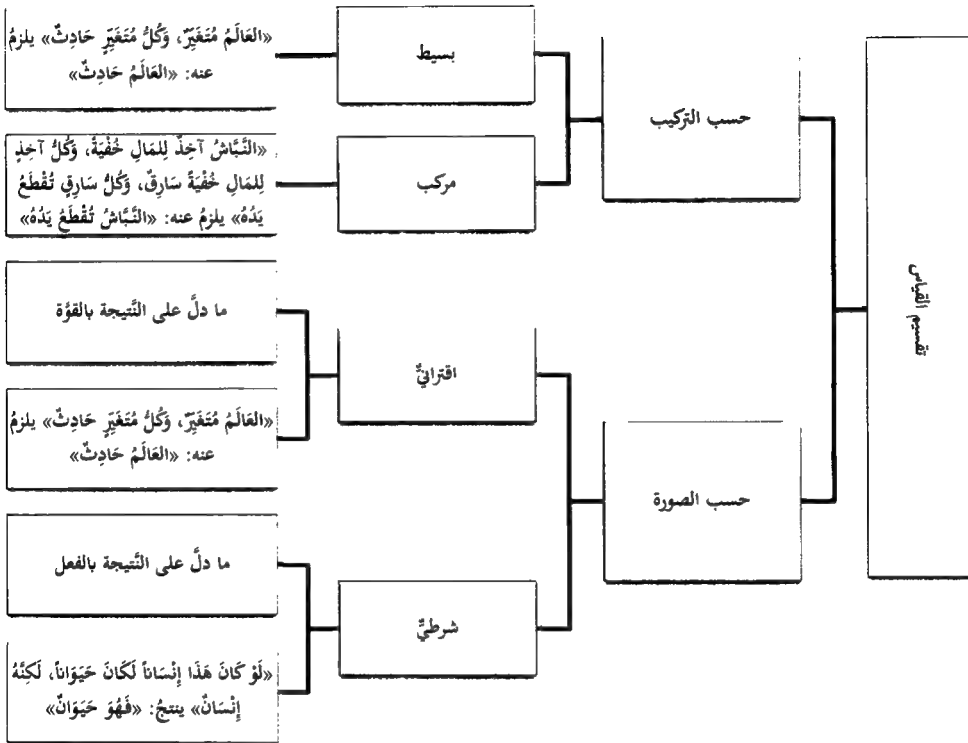 تقسيم القياس
حسب التركيب
بسيط
«العَالَمُ مُتَغَيِّرٌ، وَكُلُّ مُتَغَيِّرٍ حَادِثٌ» يلزمُ
عنه: «العَالَمُ حَادِثٌ»
مركب
«النَّبَّاشُ آخِذٌ لِلمَالِ خُفْيَةً، وَكُلُّ آخِذٍ
لِلمَالِ خُفْيَةً سَارِقٌ، وَكُلُّ سَارِقٍ تُقْطَعُ
يَدُهُ» يلزمُ عنه: «النَّبَّاشُ تُقْطَعُ يَدُهُ»
حسب الصورة
اقترانيٌّ
ما دلَّ على النَّتيجة بالقوَّة
«العَالَمُ مُتَغَيِّرٌ، وَكُلُّ مُتَغَيِّرٍ حَادِثٌ» يلزمُ
عنه: «العَالَمُ حَادِثٌ»
شرطيٌّ
ما دلَّ على النَّتيجة بالفعل
«لَوْ كَانَ هَذَا إِنْسَاناً لَكَانَ حَيَوَاناً، لَكِنَّهُ
إِنْسَانٌ» ينتجُ: «فَهُوَ حَيَوَانٌ»